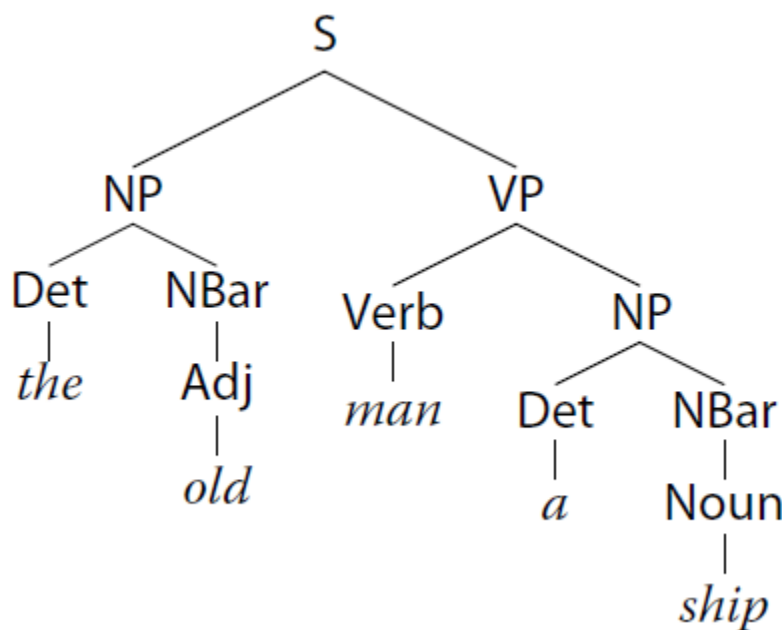 S
NP VP
Det NBar Verb NP
the Adj man Det NBar
old a Noun
ship